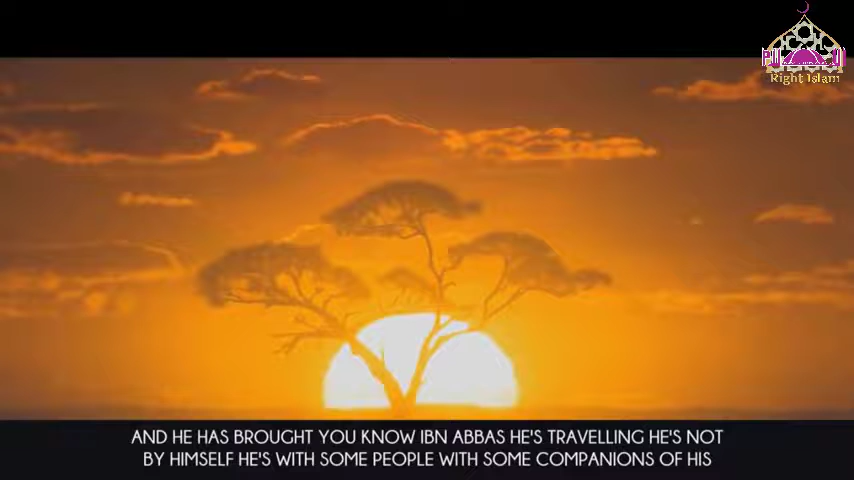 Right Islam
AND HE HAS BROUGHT YOU KNOW IBN ABBAS HE'S TRAVELLING HE'S NOT
BY HIMSELF HE'S WITH SOME PEOPLE WITH SOME COMPANIONS OF HIS